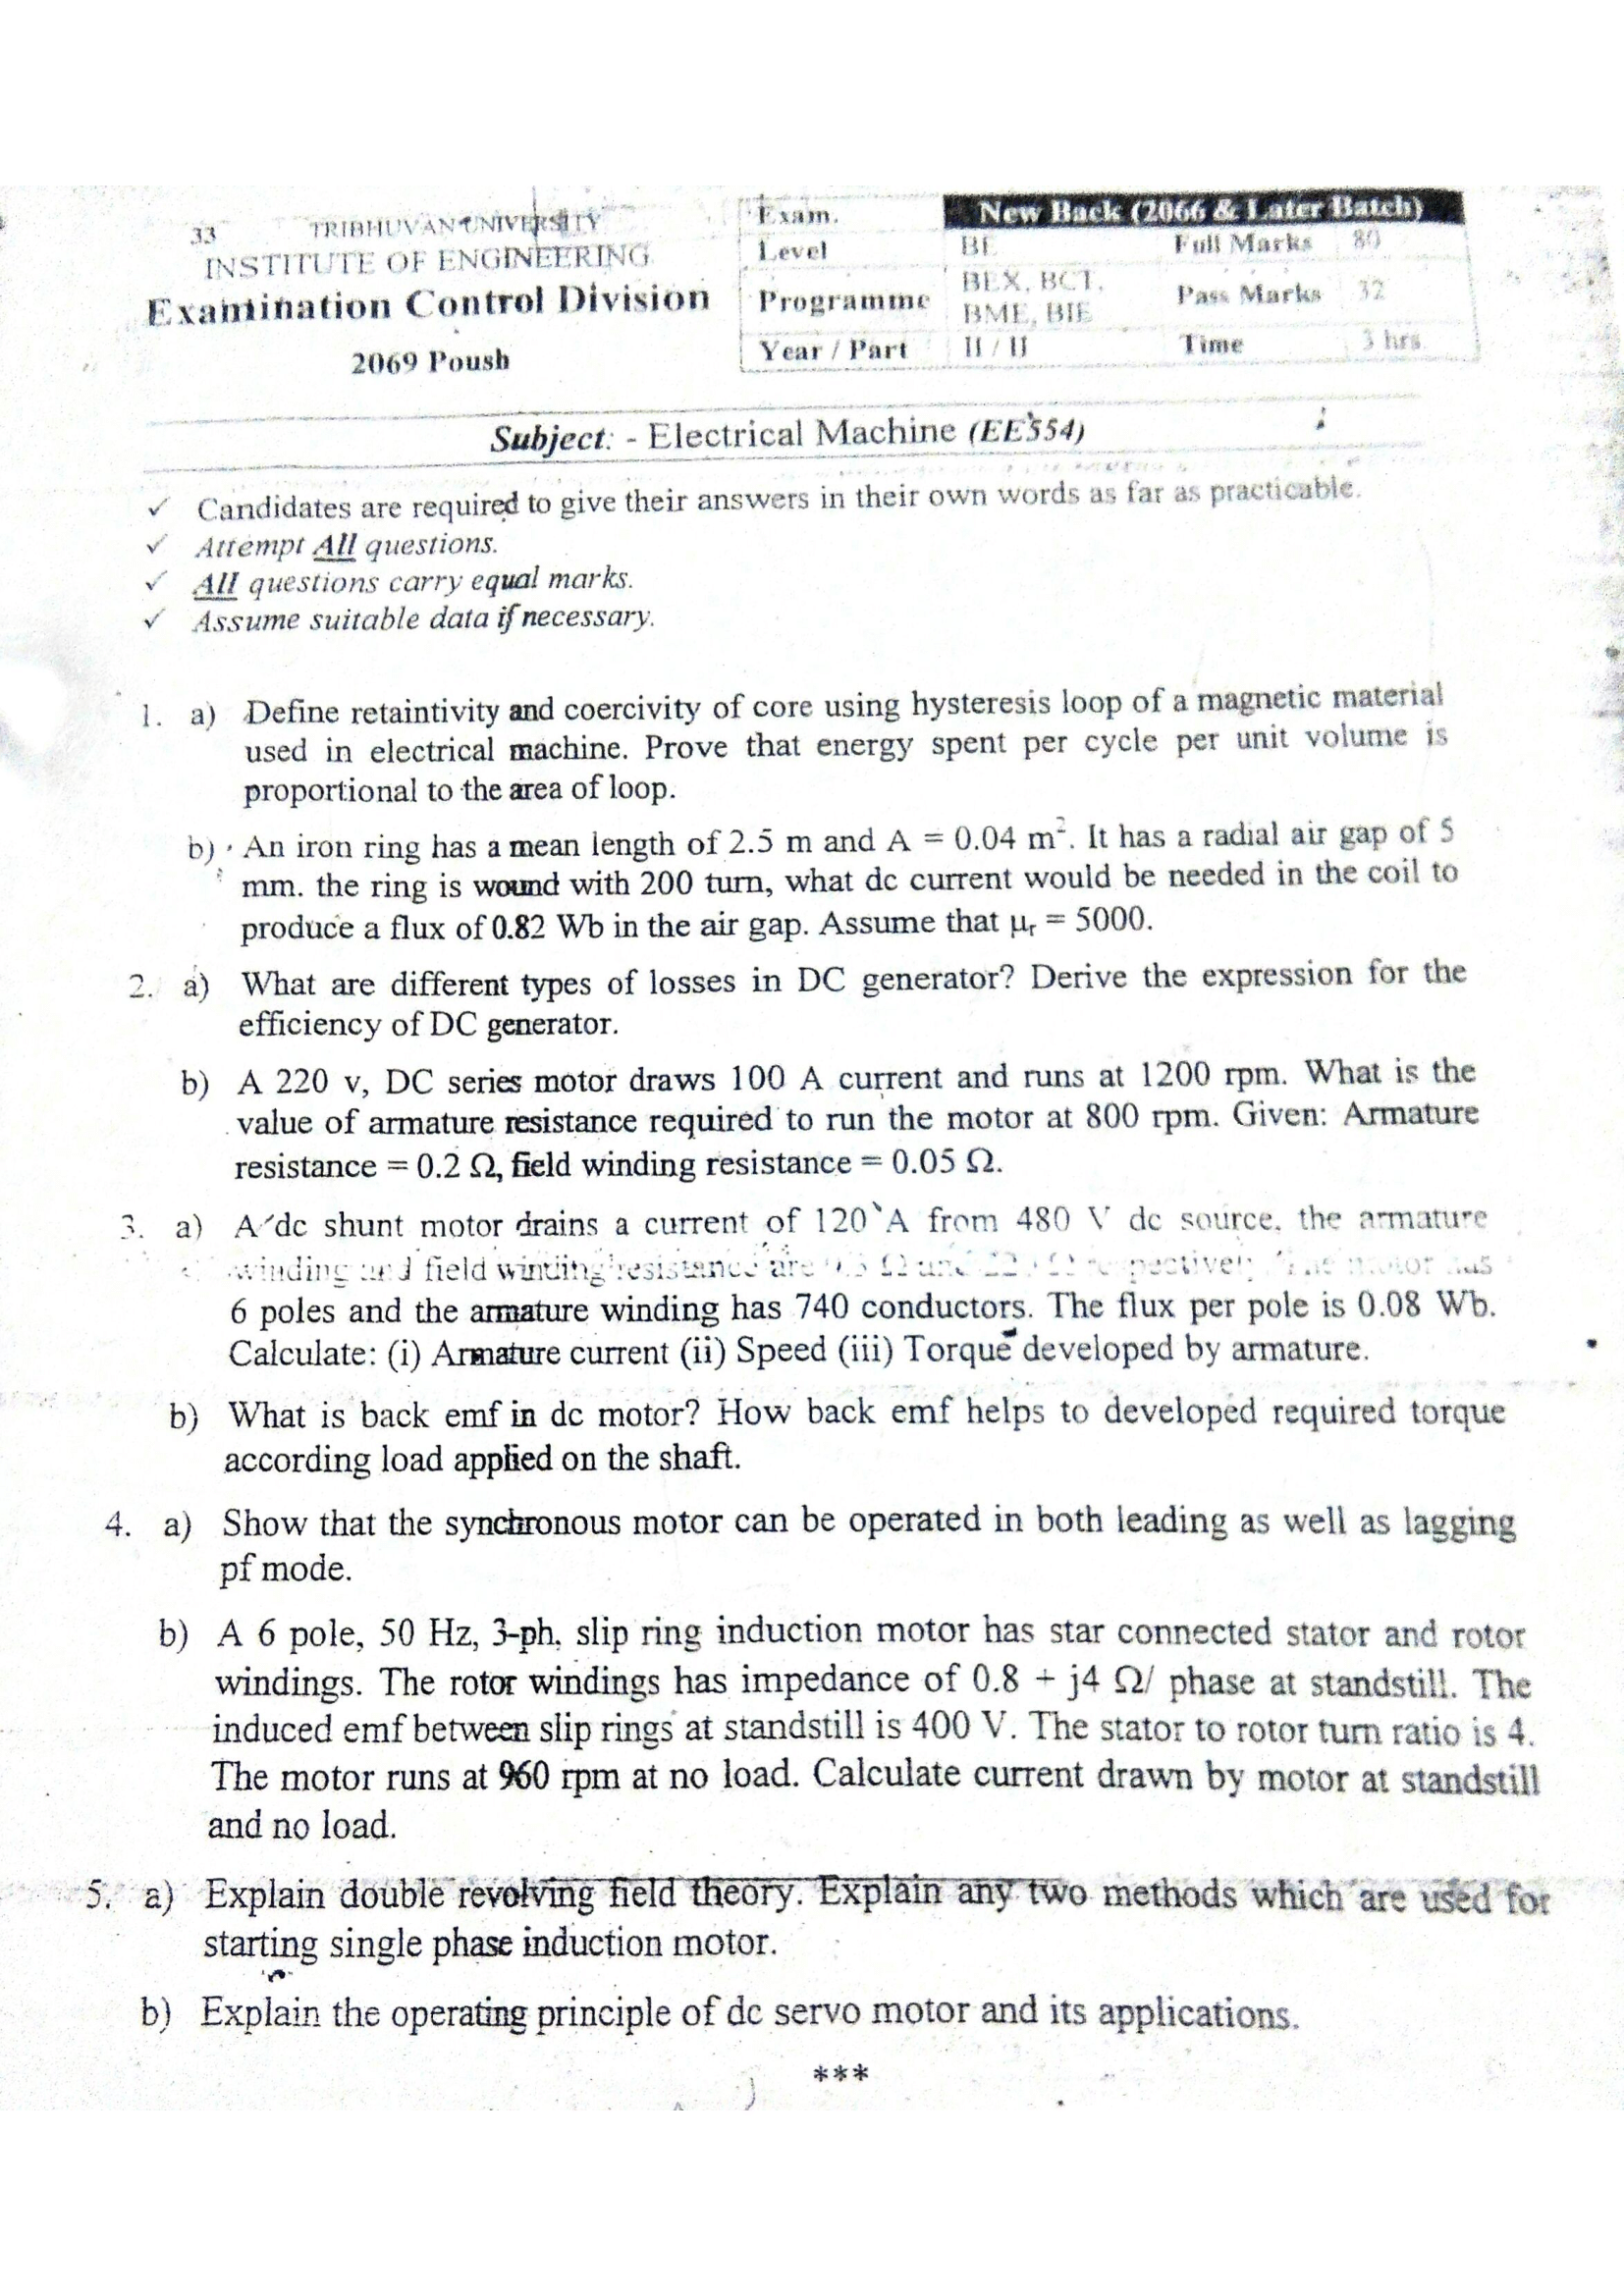 33 TRIBHUVAN UNIVERSITY
INSTITUTE OF ENGINEERING
Examination Control Division
2069 Poush
Exam. New Back (2066 & Later Batch)
Level BE Full Marks 80
Programme BEX, BCT, BME, BIE Pass Marks 32
Year / Part II / II Time 3 hrs.
Subject: - Electrical Machine (EE554)
✓ Candidates are required to give their answers in their own words as far as practicable.
✓ Attempt All questions.
✓ All questions carry equal marks.
✓ Assume suitable data if necessary.
1. a) Define retaintivity and coercivity of core using hysteresis loop of a magnetic material
used in electrical machine. Prove that energy spent per cycle per unit volume is
proportional to the area of loop.
b) An iron ring has a mean length of 2.5 m and A = 0.04 m². It has a radial air gap of 5
mm. the ring is wound with 200 turn, what dc current would be needed in the coil to
produce a flux of 0.82 Wb in the air gap. Assume that μr = 5000.
2. a) What are different types of losses in DC generator? Derive the expression for the
efficiency of DC generator.
b) A 220 v, DC series motor draws 100 A current and runs at 1200 rpm. What is the
value of armature resistance required to run the motor at 800 rpm. Given: Armature
resistance = 0.2 Ω, field winding resistance = 0.05 Ω.
3. a) A dc shunt motor drains a current of 120 A from 480 V dc source. the armature
winding and field winding resistance are Ω and Ω respectively. The motor has
6 poles and the armature winding has 740 conductors. The flux per pole is 0.08 Wb.
Calculate: (i) Armature current (ii) Speed (iii) Torque developed by armature.
b) What is back emf in dc motor? How back emf helps to developed required torque
according load applied on the shaft.
4. a) Show that the synchronous motor can be operated in both leading as well as lagging
pf mode.
b) A 6 pole, 50 Hz, 3-ph. slip ring induction motor has star connected stator and rotor
windings. The rotor windings has impedance of 0.8 + j4 Ω/ phase at standstill. The
induced emf between slip rings at standstill is 400 V. The stator to rotor turn ratio is 4.
The motor runs at 960 rpm at no load. Calculate current drawn by motor at standstill
and no load.
5. a) Explain double revolving field theory. Explain any two methods which are used for
starting single phase induction motor.
b) Explain the operating principle of dc servo motor and its applications.
***